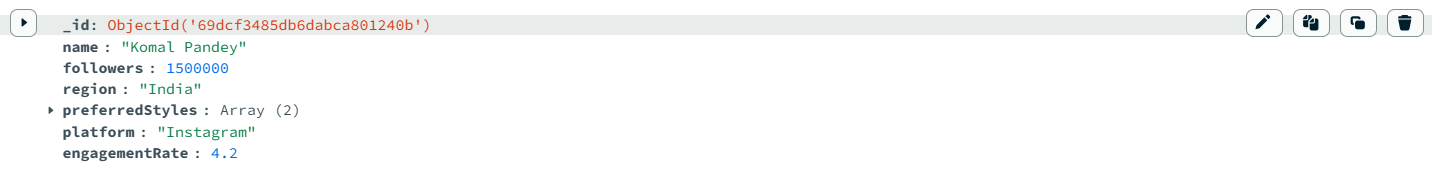 _id: ObjectId('69dcf3485db6dabca801240b')
name : "Komal Pandey"
followers : 1500000
region : "India"
preferredStyles : Array (2)
platform : "Instagram"
engagementRate : 4.2